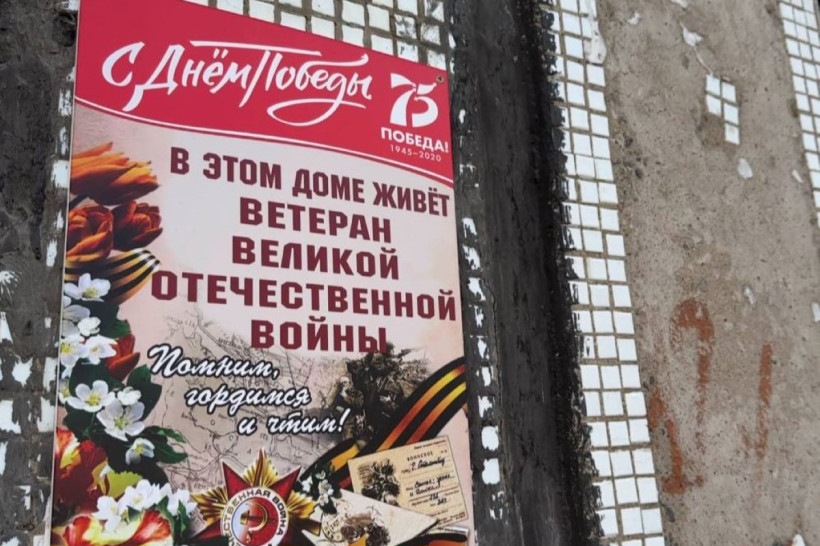 С Днём Победы
75
ПОБЕДА!
1945–2020
В ЭТОМ ДОМЕ ЖИВЁТ
ВЕТЕРАН
ВЕЛИКОЙ
ОТЕЧЕСТВЕННОЙ
ВОЙНЫ
Помним,
гордимся
и чтим!